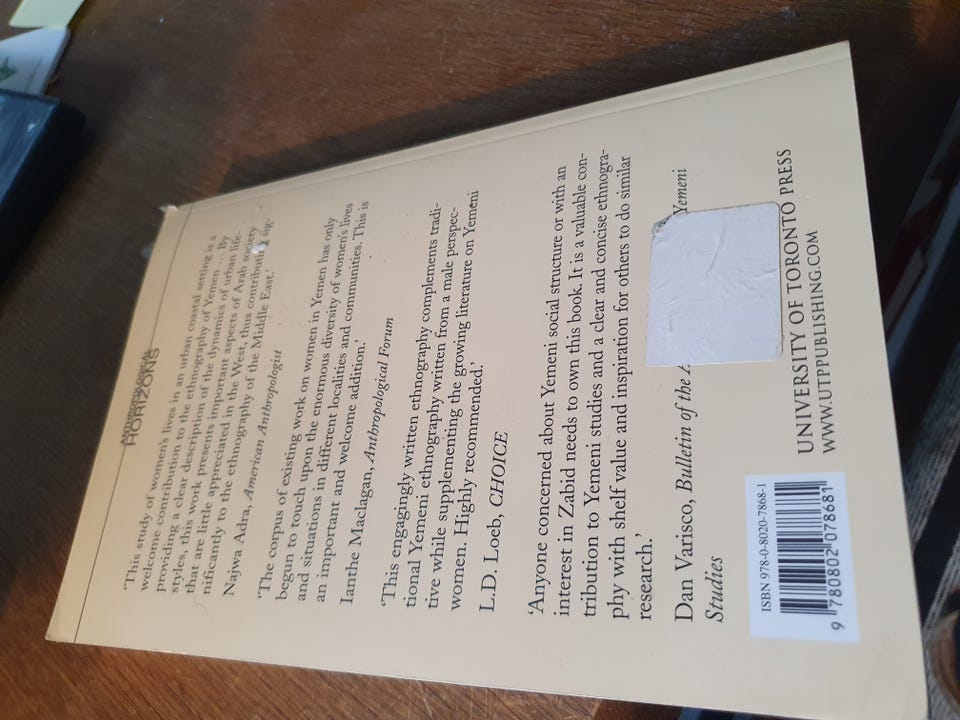 ANTHROPOLOGICAL
HORIZONS
'This study of women's lives in an urban coastal setting is a
welcome contribution to the ethnography of Yemen ... By
providing a clear description of the dynamics of urban life-
styles, this work presents important aspects of Arab society
that are little appreciated in the West, thus contributing sig-
nificantly to the ethnography of the Middle East.'
Najwa Adra, American Anthropologist
'The corpus of existing work on women in Yemen has only
begun to touch upon the enormous diversity of women's lives
and situations in different localities and communities. This is
an important and welcome addition.'
Ianthe Maclagan, Anthropological Forum
'This engagingly written ethnography complements tradi-
tional Yemeni ethnography written from a male perspec-
tive while supplementing the growing literature on Yemeni
women. Highly recommended.'
L.D. Loeb, CHOICE
'Anyone concerned about Yemeni social structure or with an
interest in Zabid needs to own this book. It is a valuable con-
tribution to Yemeni studies and a clear and concise ethnogra-
phy with shelf value and inspiration for others to do similar
research.'
Dan Varisco, Bulletin of the Yemeni
Studies
ISBN 978-0-8020-7868-1
9 780802 078681
UNIVERSITY OF TORONTO PRESS
WWW.UTPPUBLISHING.COM